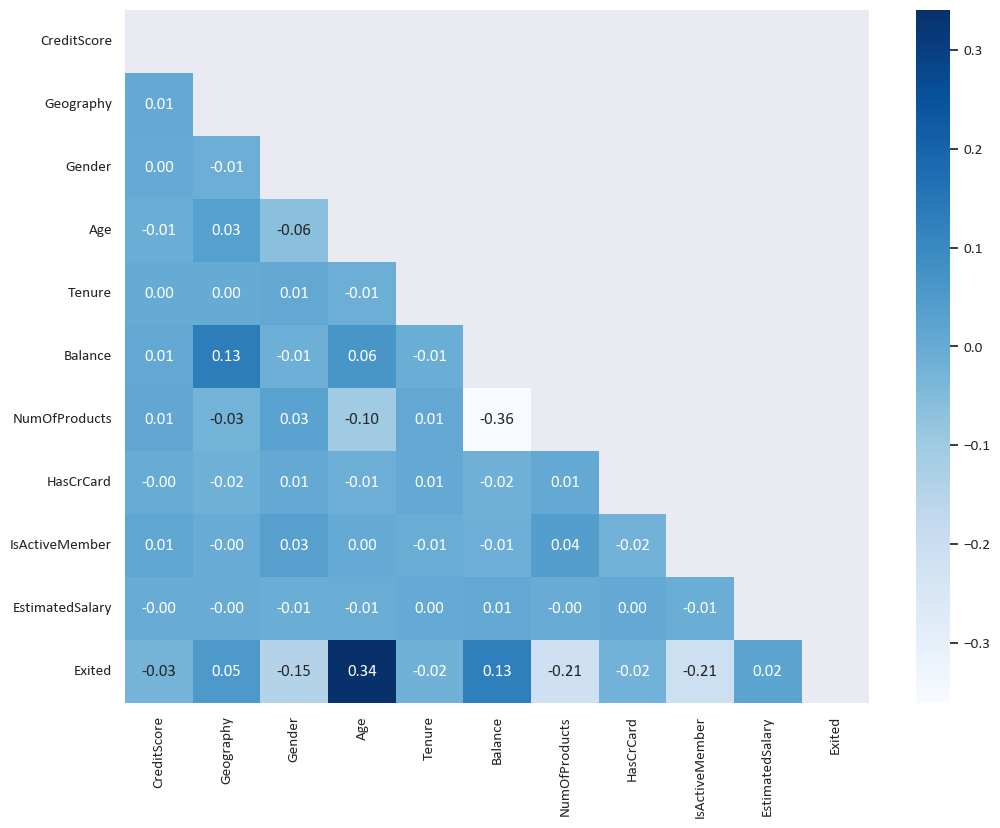 CreditScore
Geography 0.01
Gender 0.00 -0.01
Age -0.01 0.03 -0.06
Tenure 0.00 0.00 0.01 -0.01
Balance 0.01 0.13 -0.01 0.06 -0.01
NumOfProducts 0.01 -0.03 0.03 -0.10 0.01 -0.36
HasCrCard -0.00 -0.02 0.01 -0.01 0.01 -0.02 0.01
IsActiveMember 0.01 -0.00 0.03 0.00 -0.01 -0.01 0.04 -0.02
EstimatedSalary -0.00 -0.00 -0.01 -0.01 0.00 0.01 -0.00 0.00 -0.01
Exited -0.03 0.05 -0.15 0.34 -0.02 0.13 -0.21 -0.02 -0.21 0.02
CreditScore
Geography
Gender
Age
Tenure
Balance
NumOfProducts
HasCrCard
IsActiveMember
EstimatedSalary
Exited
0.3
0.2
0.1
0.0
−0.1
−0.2
−0.3